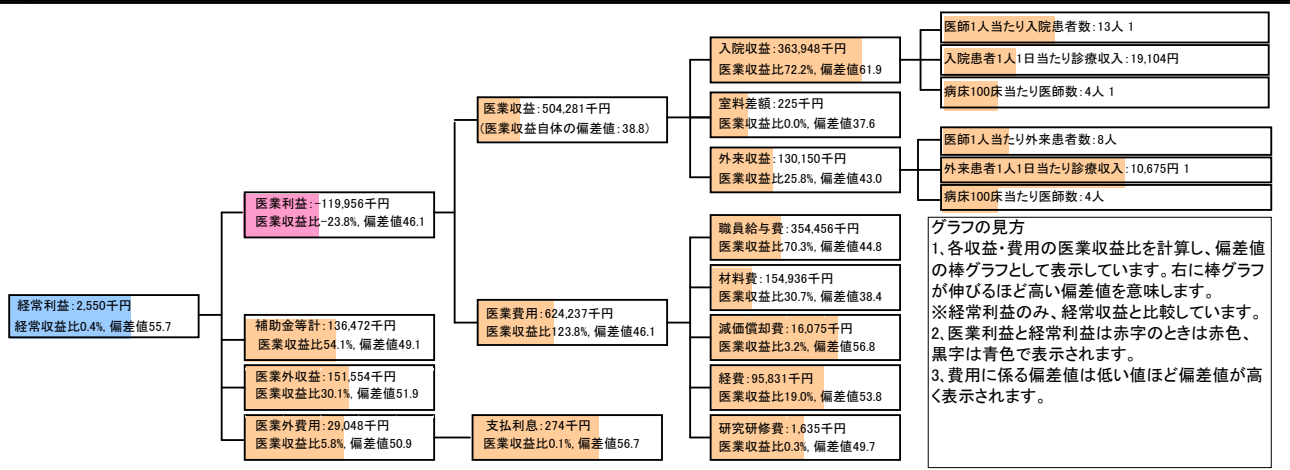 経常利益:2,550千円
経常収益比0.4%, 偏差値55.7
医業利益:-119,956千円
医業収益比-23.8%, 偏差値46.1
補助金等計:136,472千円
医業収益比54.1%, 偏差値49.1
医業外収益:151,554千円
医業収益比30.1%, 偏差値51.9
医業外費用:29,048千円
医業収益比5.8%, 偏差値50.9
医業収益:504,281千円
(医業収益自体の偏差値:38.8)
医業費用:624,237千円
医業収益比123.8%, 偏差値46.1
支払利息:274千円
医業収益比0.1%, 偏差値56.7
入院収益:363,948千円
医業収益比72.2%, 偏差値61.9
室料差額:225千円
医業収益比0.0%, 偏差値37.6
外来収益:130,150千円
医業収益比25.8%, 偏差値43.0
職員給与費:354,456千円
医業収益比70.3%, 偏差値44.8
材料費:154,936千円
医業収益比30.7%, 偏差値38.4
減価償却費:16,075千円
医業収益比3.2%, 偏差値56.8
経費:95,831千円
医業収益比19.0%, 偏差値53.8
研究研修費:1,635千円
医業収益比0.3%, 偏差値49.7
医師1人当たり入院患者数:13人 1
入院患者1人1日当たり診療収入:19,104円
病床100床当たり医師数:4人 1
医師1人当たり外来患者数:8人
外来患者1人1日当たり診療収入:10,675円 1
病床100床当たり医師数:4人
グラフの見方
1、各収益・費用の医業収益比を計算し、偏差値
の棒グラフとして表示しています。右に棒グラフ
が伸びるほど高い偏差値を意味します。
※経常利益のみ、経常収益と比較しています。
2、医業利益と経常利益は赤字のときは赤色、
黒字は青色で表示されます。
3、費用に係る偏差値は低い値ほど偏差値が高
く表示されます。